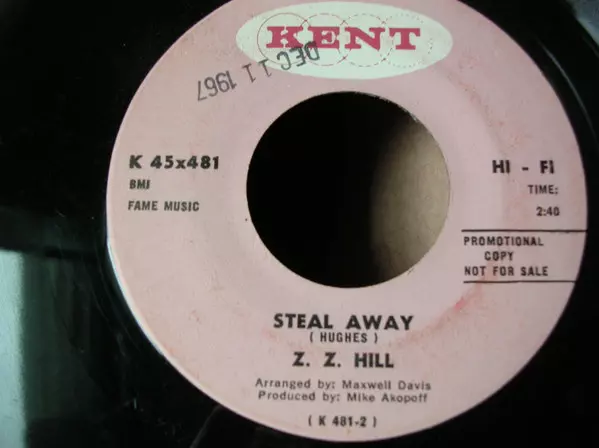 KENT
DEC 11 1967
K 45x481
BMI
FAME MUSIC
HI - Fi
TIME:
2:40
PROMOTIONAL
COPY
NOT FOR SALE
STEAL AWAY
( HUGHES )
Z. Z. HILL
Arranged by: Maxwell Davis
Produced by: Mike Akopoff
( K 481-2 )